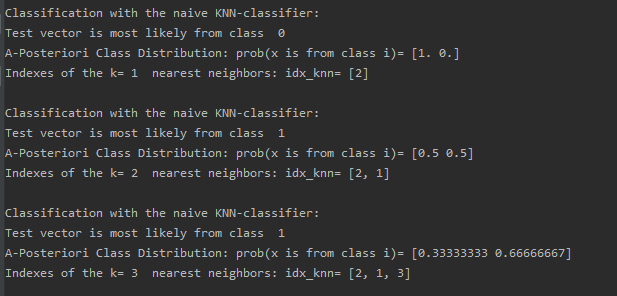 Classification with the naive KNN-classifier:
Test vector is most likely from class  0
A-Posteriori Class Distribution: prob(x is from class i)= [1. 0.]
Indexes of the k= 1  nearest neighbors: idx_knn= [2]
Classification with the naive KNN-classifier:
Test vector is most likely from class  1
A-Posteriori Class Distribution: prob(x is from class i)= [0.5 0.5]
Indexes of the k= 2  nearest neighbors: idx_knn= [2, 1]
Classification with the naive KNN-classifier:
Test vector is most likely from class  1
A-Posteriori Class Distribution: prob(x is from class i)= [0.33333333 0.66666667]
Indexes of the k= 3  nearest neighbors: idx_knn= [2, 1, 3]